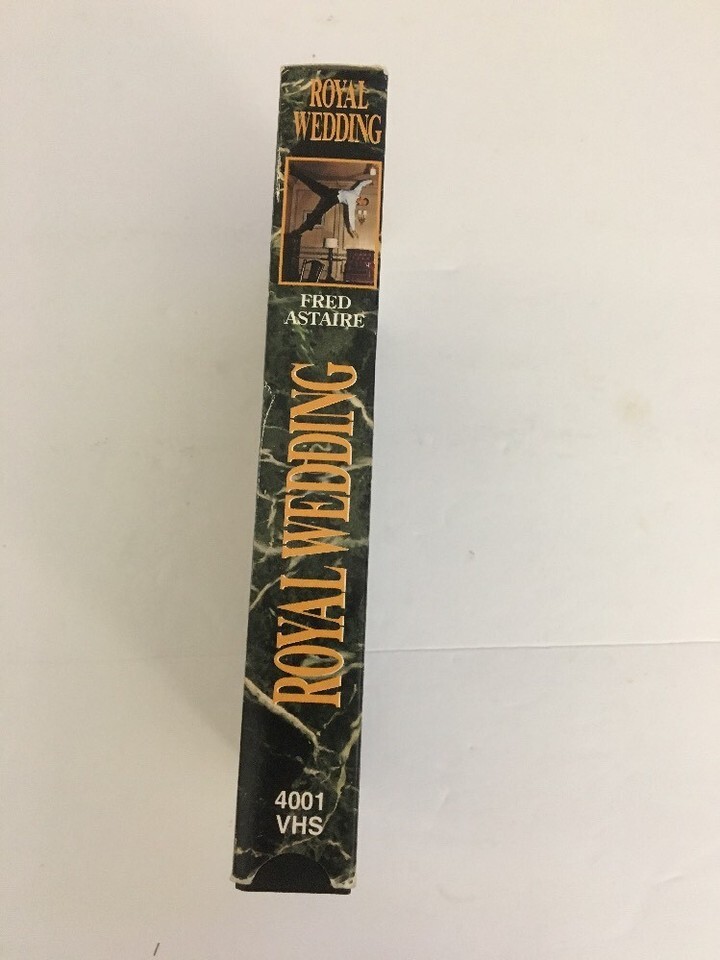 ROYAL
WEDDING
FRED
ASTAIRE
ROYAL WEDDING
4001
VHS